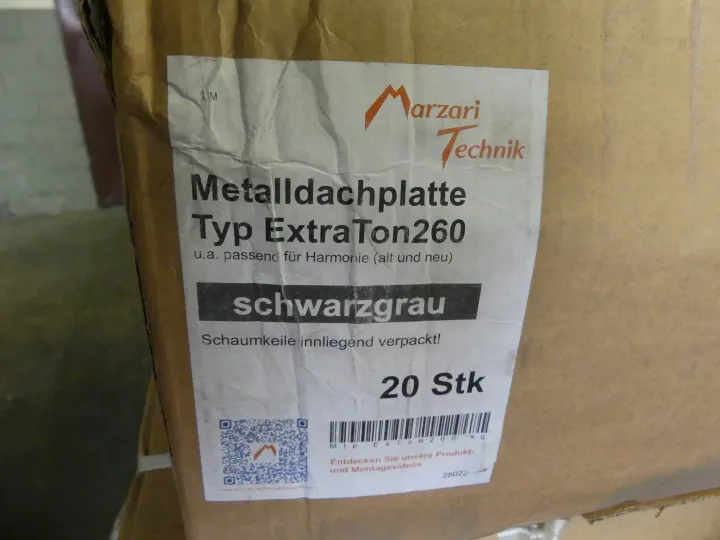 Marzari
Technik
Metalldachplatte
Typ ExtraTon260
u.a. passend für Harmonie (alt und neu)
schwarzgrau
Schaumkeile innliegend verpackt!
20 Stk
Entdecken Sie unsere Produkt-
und Montagevideos